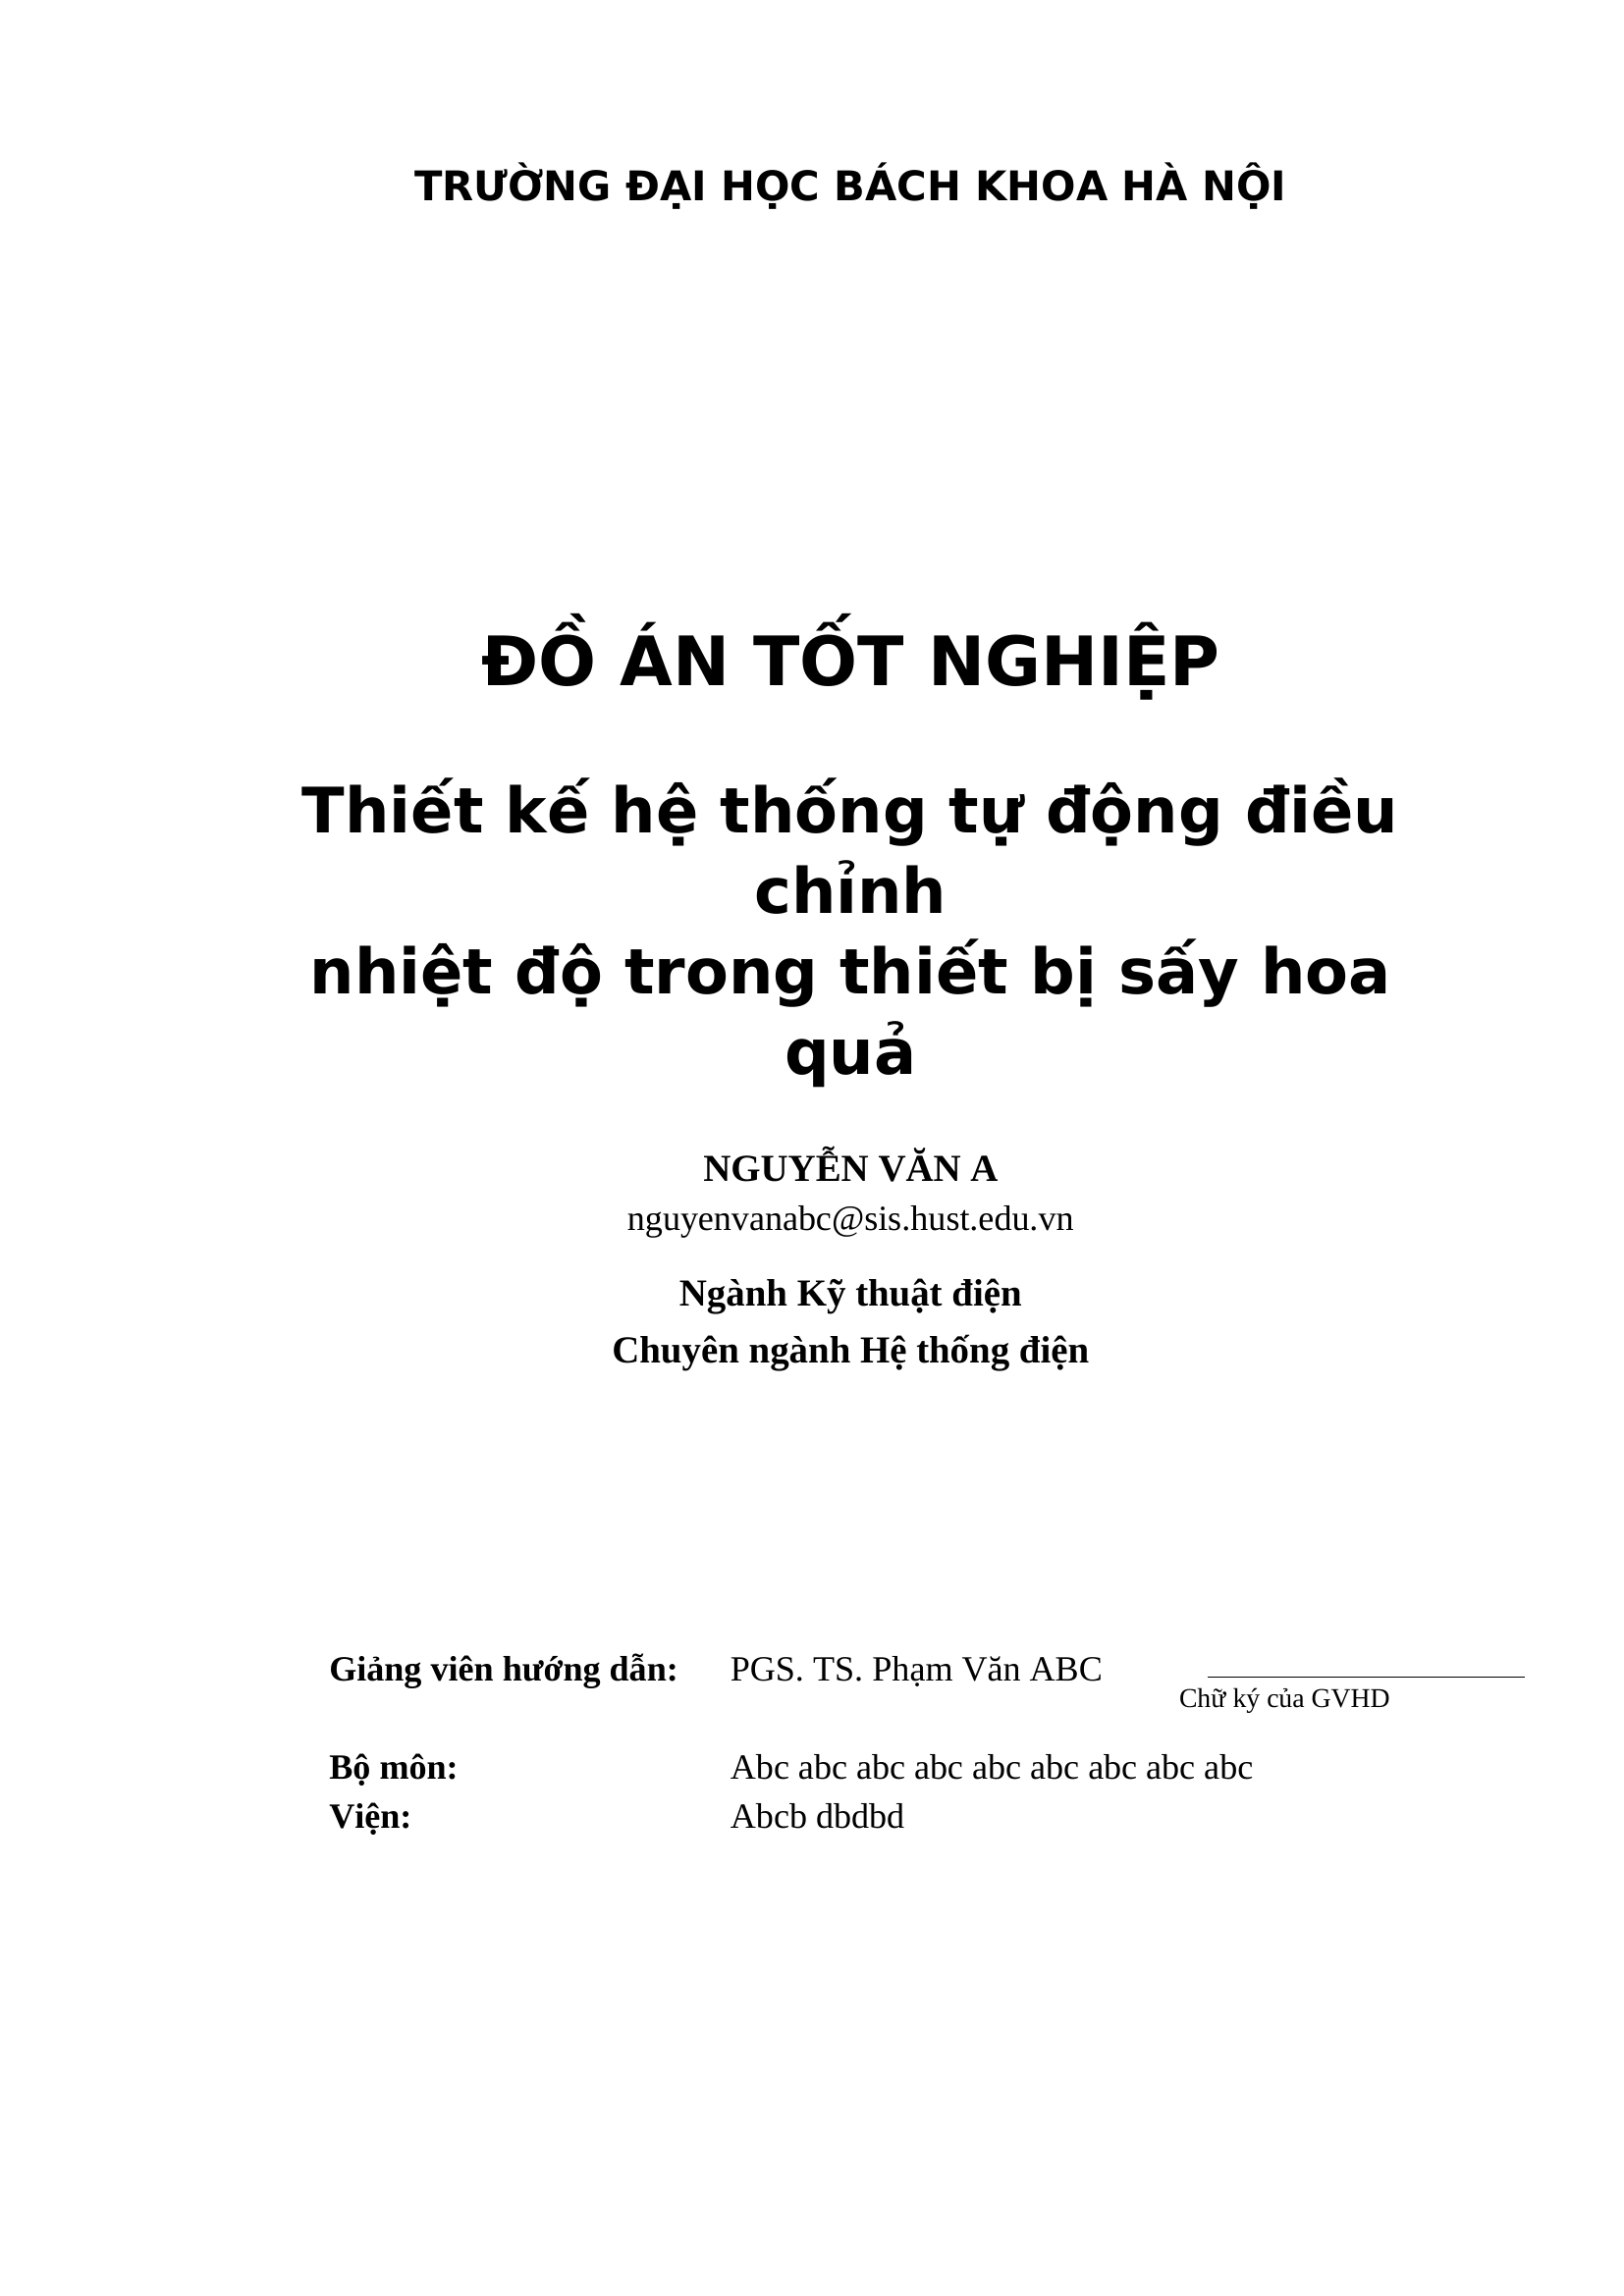 TRƯỜNG ĐẠI HỌC BÁCH KHOA HÀ NỘI
ĐỒ ÁN TỐT NGHIỆP
Thiết kế hệ thống tự động điều
chỉnh
nhiệt độ trong thiết bị sấy hoa
quả
NGUYỄN VĂN A
nguyenvanabc@sis.hust.edu.vn
Ngành Kỹ thuật điện
Chuyên ngành Hệ thống điện
Giảng viên hướng dẫn: PGS. TS. Phạm Văn ABC
Chữ ký của GVHD
Bộ môn: Abc abc abc abc abc abc abc abc abc
Viện: Abcb dbdbd